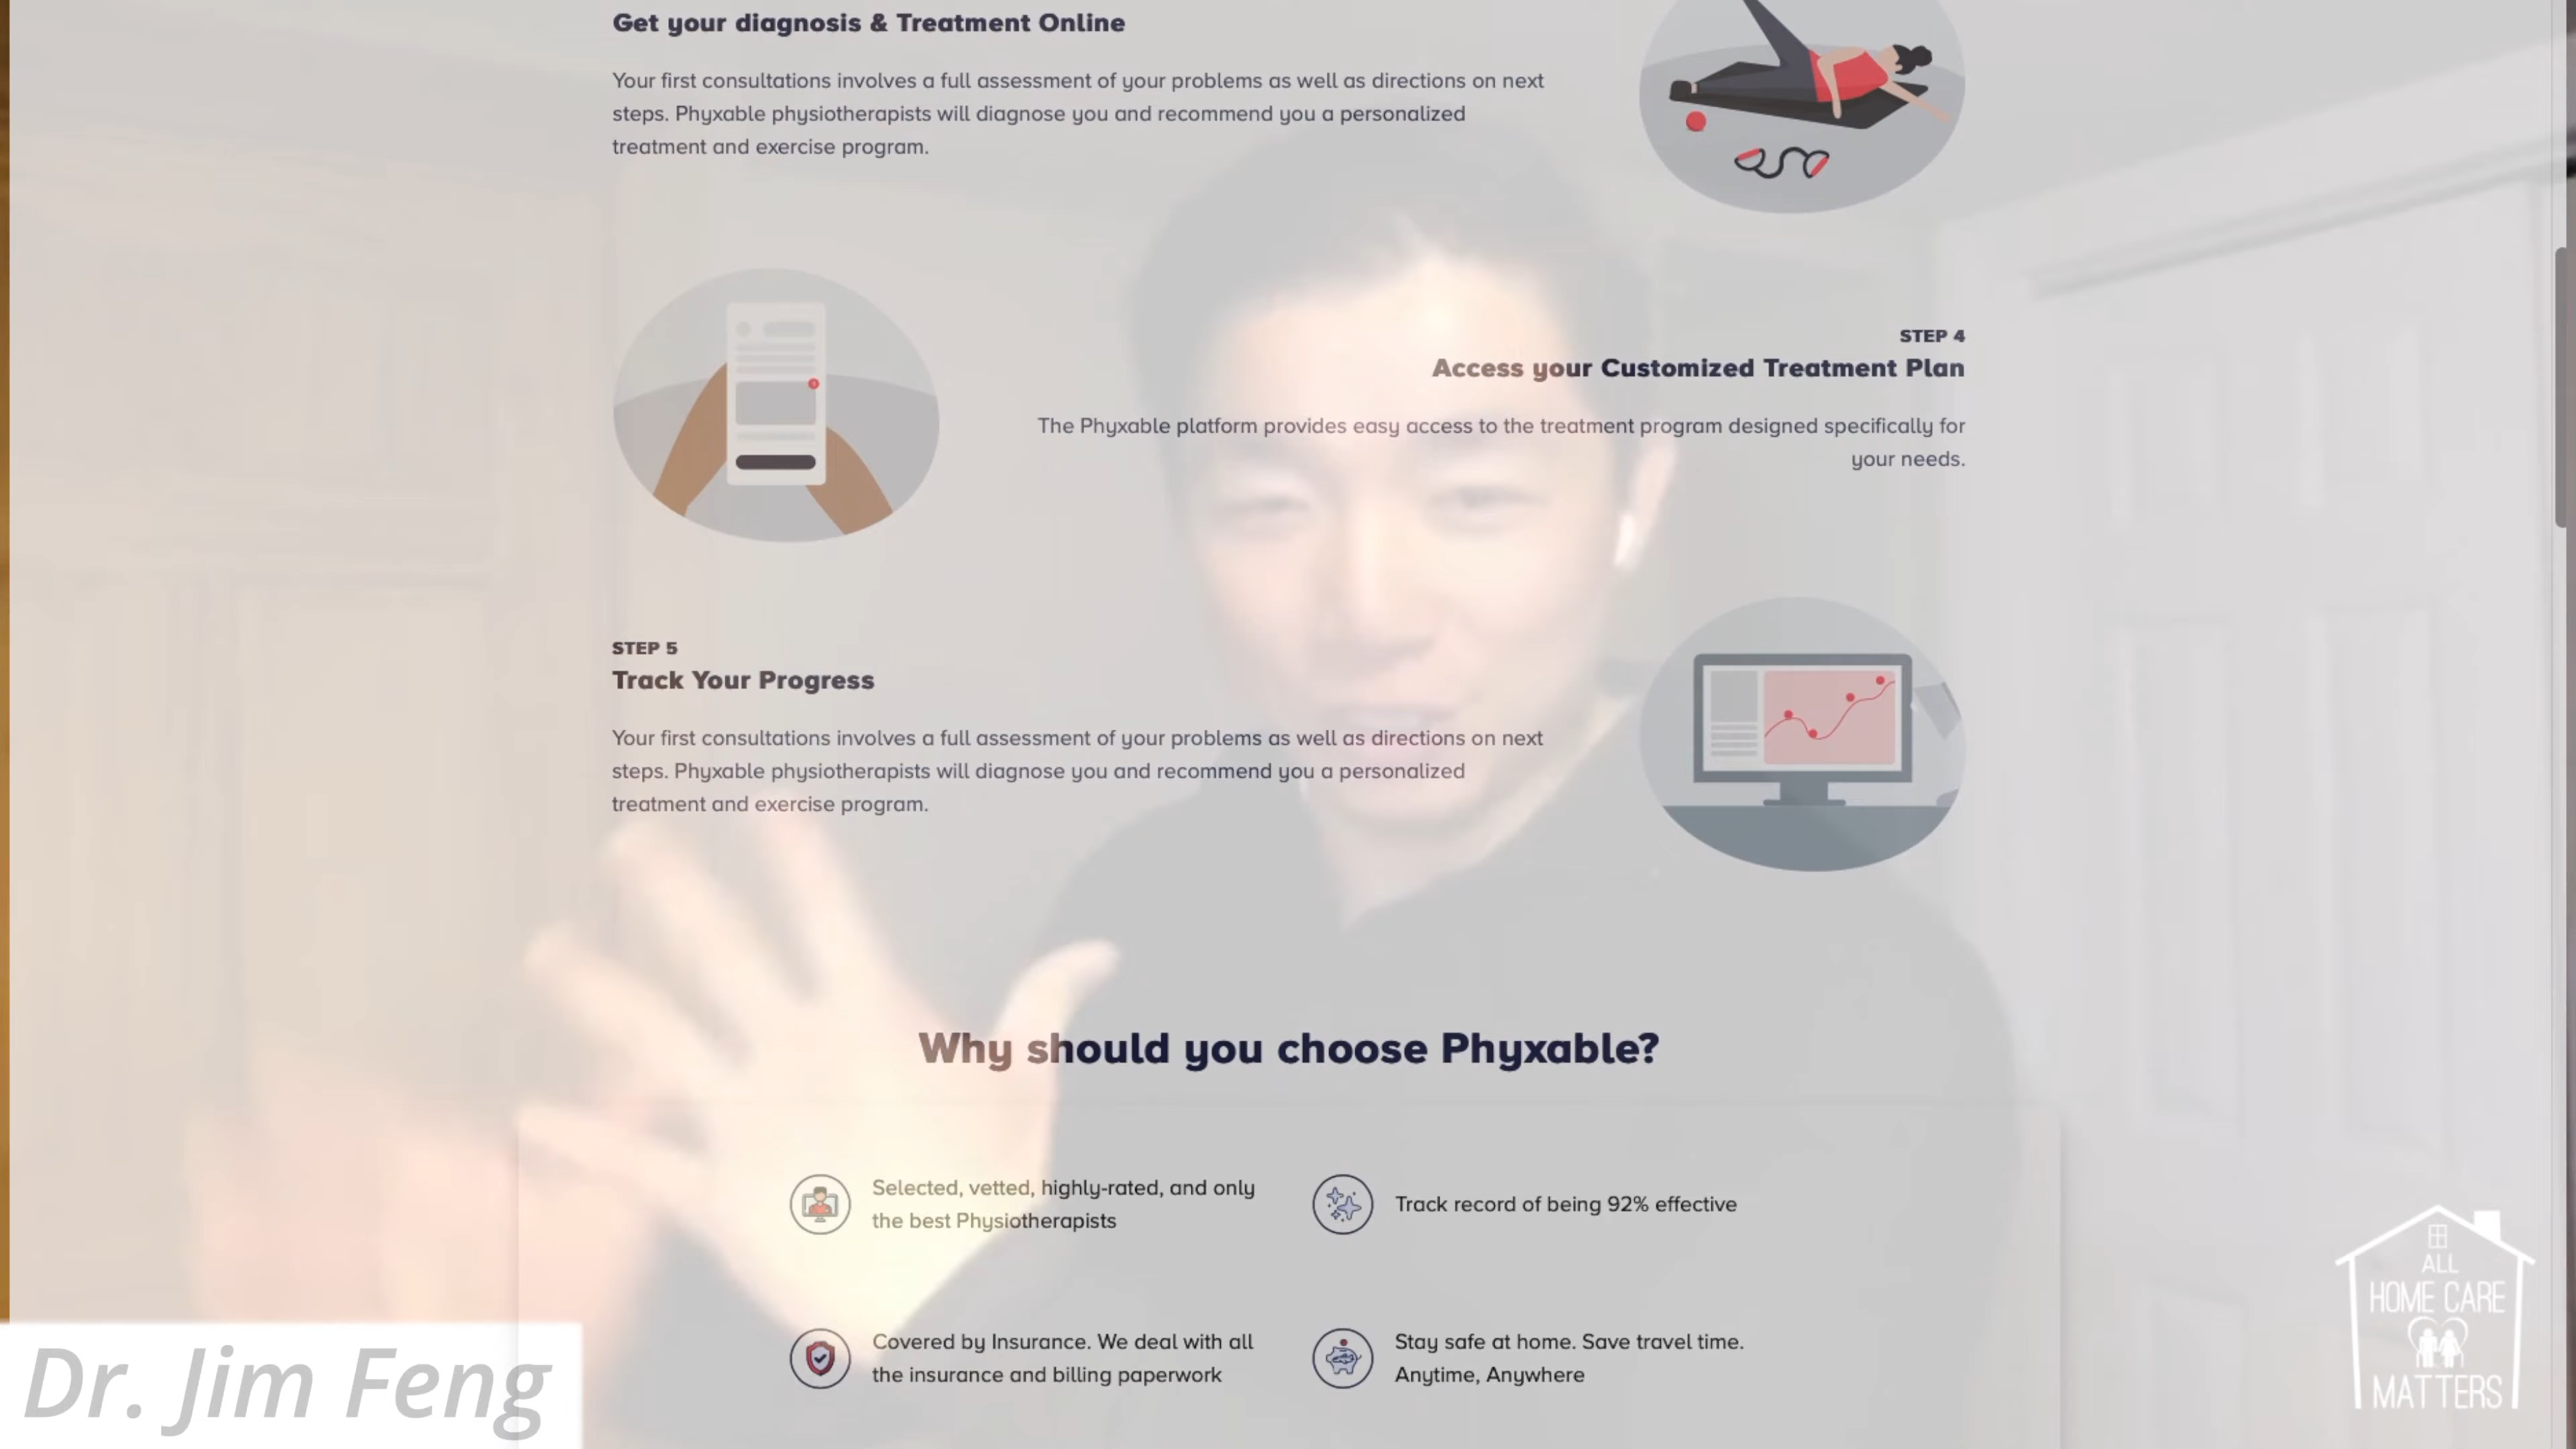 Get your diagnosis & Treatment Online
Your first consultations involves a full assessment of your problems as well as directions on next
steps. Phyxable physiotherapists will diagnose you and recommend you a personalized
treatment and exercise program.
STEP 4
Access your Customized Treatment Plan
The Phyxable platform provides easy access to the treatment program designed specifically for
your needs.
STEP 5
Track Your Progress
Your first consultations involves a full assessment of your problems as well as directions on next
steps. Phyxable physiotherapists will diagnose you and recommend you a personalized
treatment and exercise program.
Why should you choose Phyxable?
Selected, vetted, highly-rated, and only
the best Physiotherapists
Track record of being 92% effective
Covered by Insurance. We deal with all
the insurance and billing paperwork
Stay safe at home. Save travel time.
Anytime, Anywhere
Dr. Jim Feng
ALL
HOME CARE
MATTERS